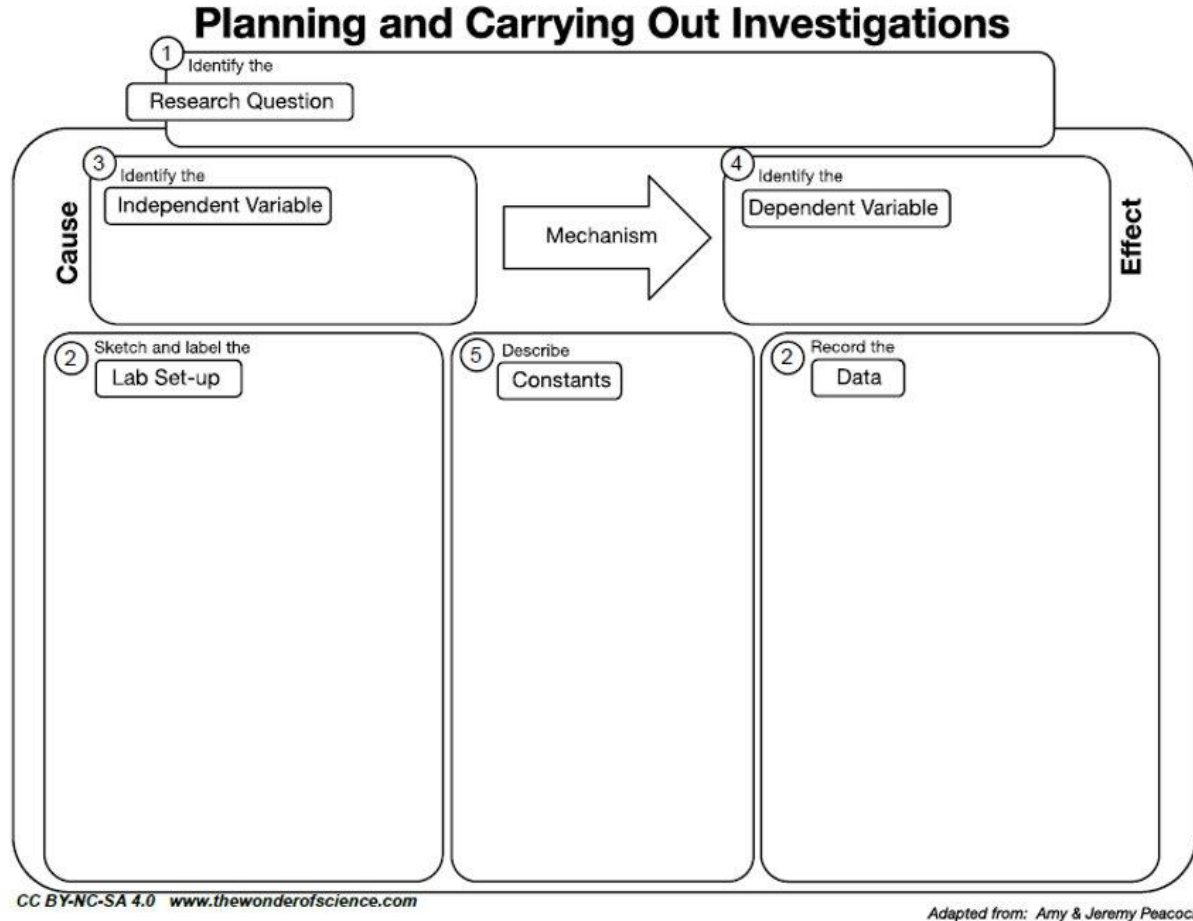 Planning and Carrying Out Investigations
1
Identify the
Research Question
3
Identify the
Independent Variable
Cause
Mechanism
4
Identify the
Dependent Variable
Effect
2
Sketch and label the
Lab Set-up
5
Describe
Constants
2
Record the
Data
CC BY-NC-SA 4.0 www.thewonderofscience.com
Adapted from: Amy & Jeremy Peacoc